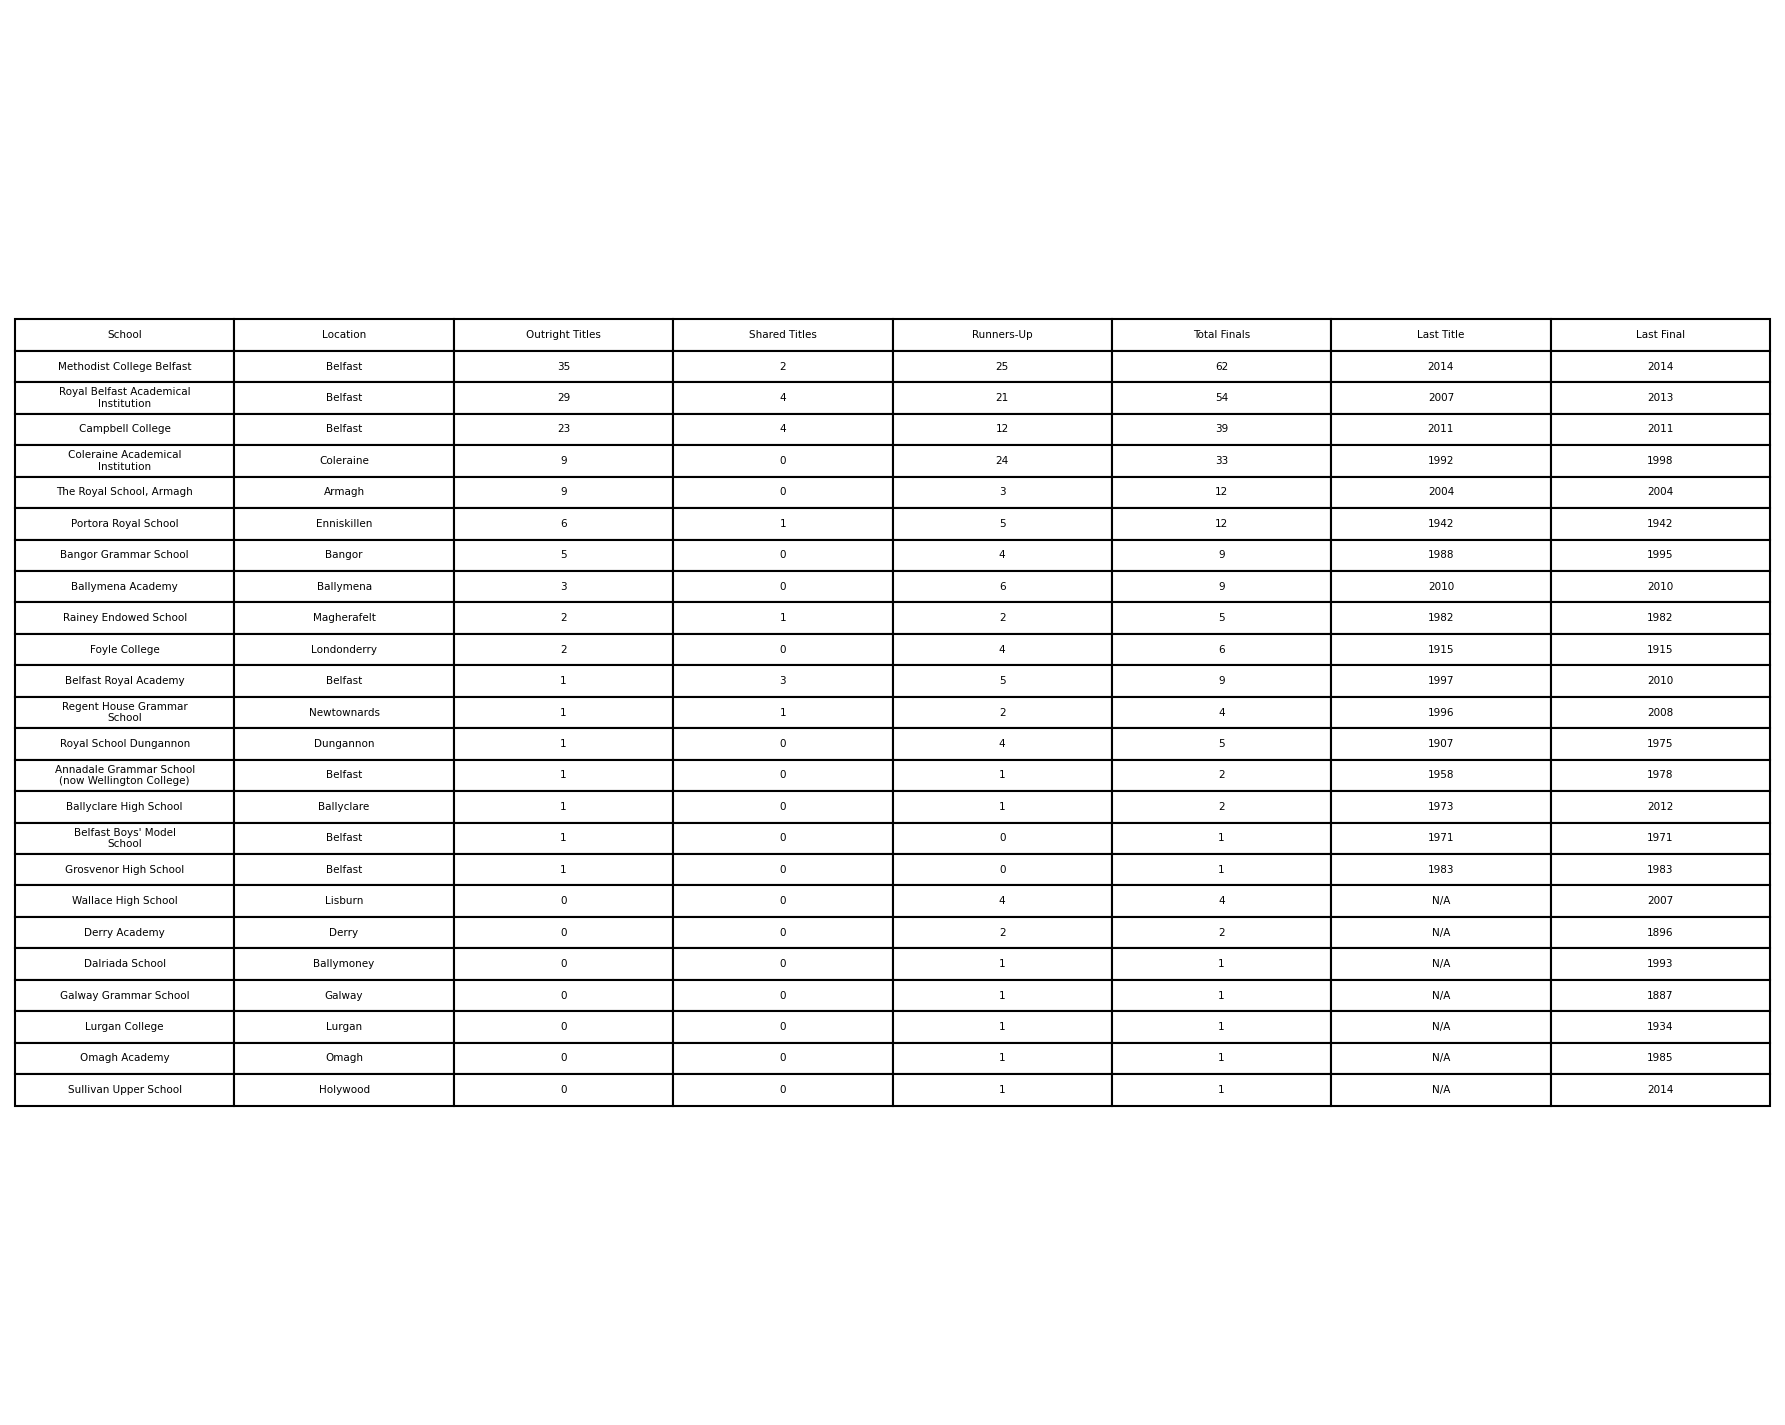 School Location Outright Titles Shared Titles Runners-Up Total Finals Last Title Last Final
Methodist College Belfast Belfast 35 2 25 62 2014 2014
Royal Belfast Academical
Institution Belfast 29 4 21 54 2007 2013
Campbell College Belfast 23 4 12 39 2011 2011
Coleraine Academical
Institution Coleraine 9 0 24 33 1992 1998
The Royal School, Armagh Armagh 9 0 3 12 2004 2004
Portora Royal School Enniskillen 6 1 5 12 1942 1942
Bangor Grammar School Bangor 5 0 4 9 1988 1995
Ballymena Academy Ballymena 3 0 6 9 2010 2010
Rainey Endowed School Magherafelt 2 1 2 5 1982 1982
Foyle College Londonderry 2 0 4 6 1915 1915
Belfast Royal Academy Belfast 1 3 5 9 1997 2010
Regent House Grammar
School Newtownards 1 1 2 4 1996 2008
Royal School Dungannon Dungannon 1 0 4 5 1907 1975
Annadale Grammar School
(now Wellington College) Belfast 1 0 1 2 1958 1978
Ballyclare High School Ballyclare 1 0 1 2 1973 2012
Belfast Boys' Model
School Belfast 1 0 0 1 1971 1971
Grosvenor High School Belfast 1 0 0 1 1983 1983
Wallace High School Lisburn 0 0 4 4 N/A 2007
Derry Academy Derry 0 0 2 2 N/A 1896
Dalriada School Ballymoney 0 0 1 1 N/A 1993
Galway Grammar School Galway 0 0 1 1 N/A 1887
Lurgan College Lurgan 0 0 1 1 N/A 1934
Omagh Academy Omagh 0 0 1 1 N/A 1985
Sullivan Upper School Holywood 0 0 1 1 N/A 2014